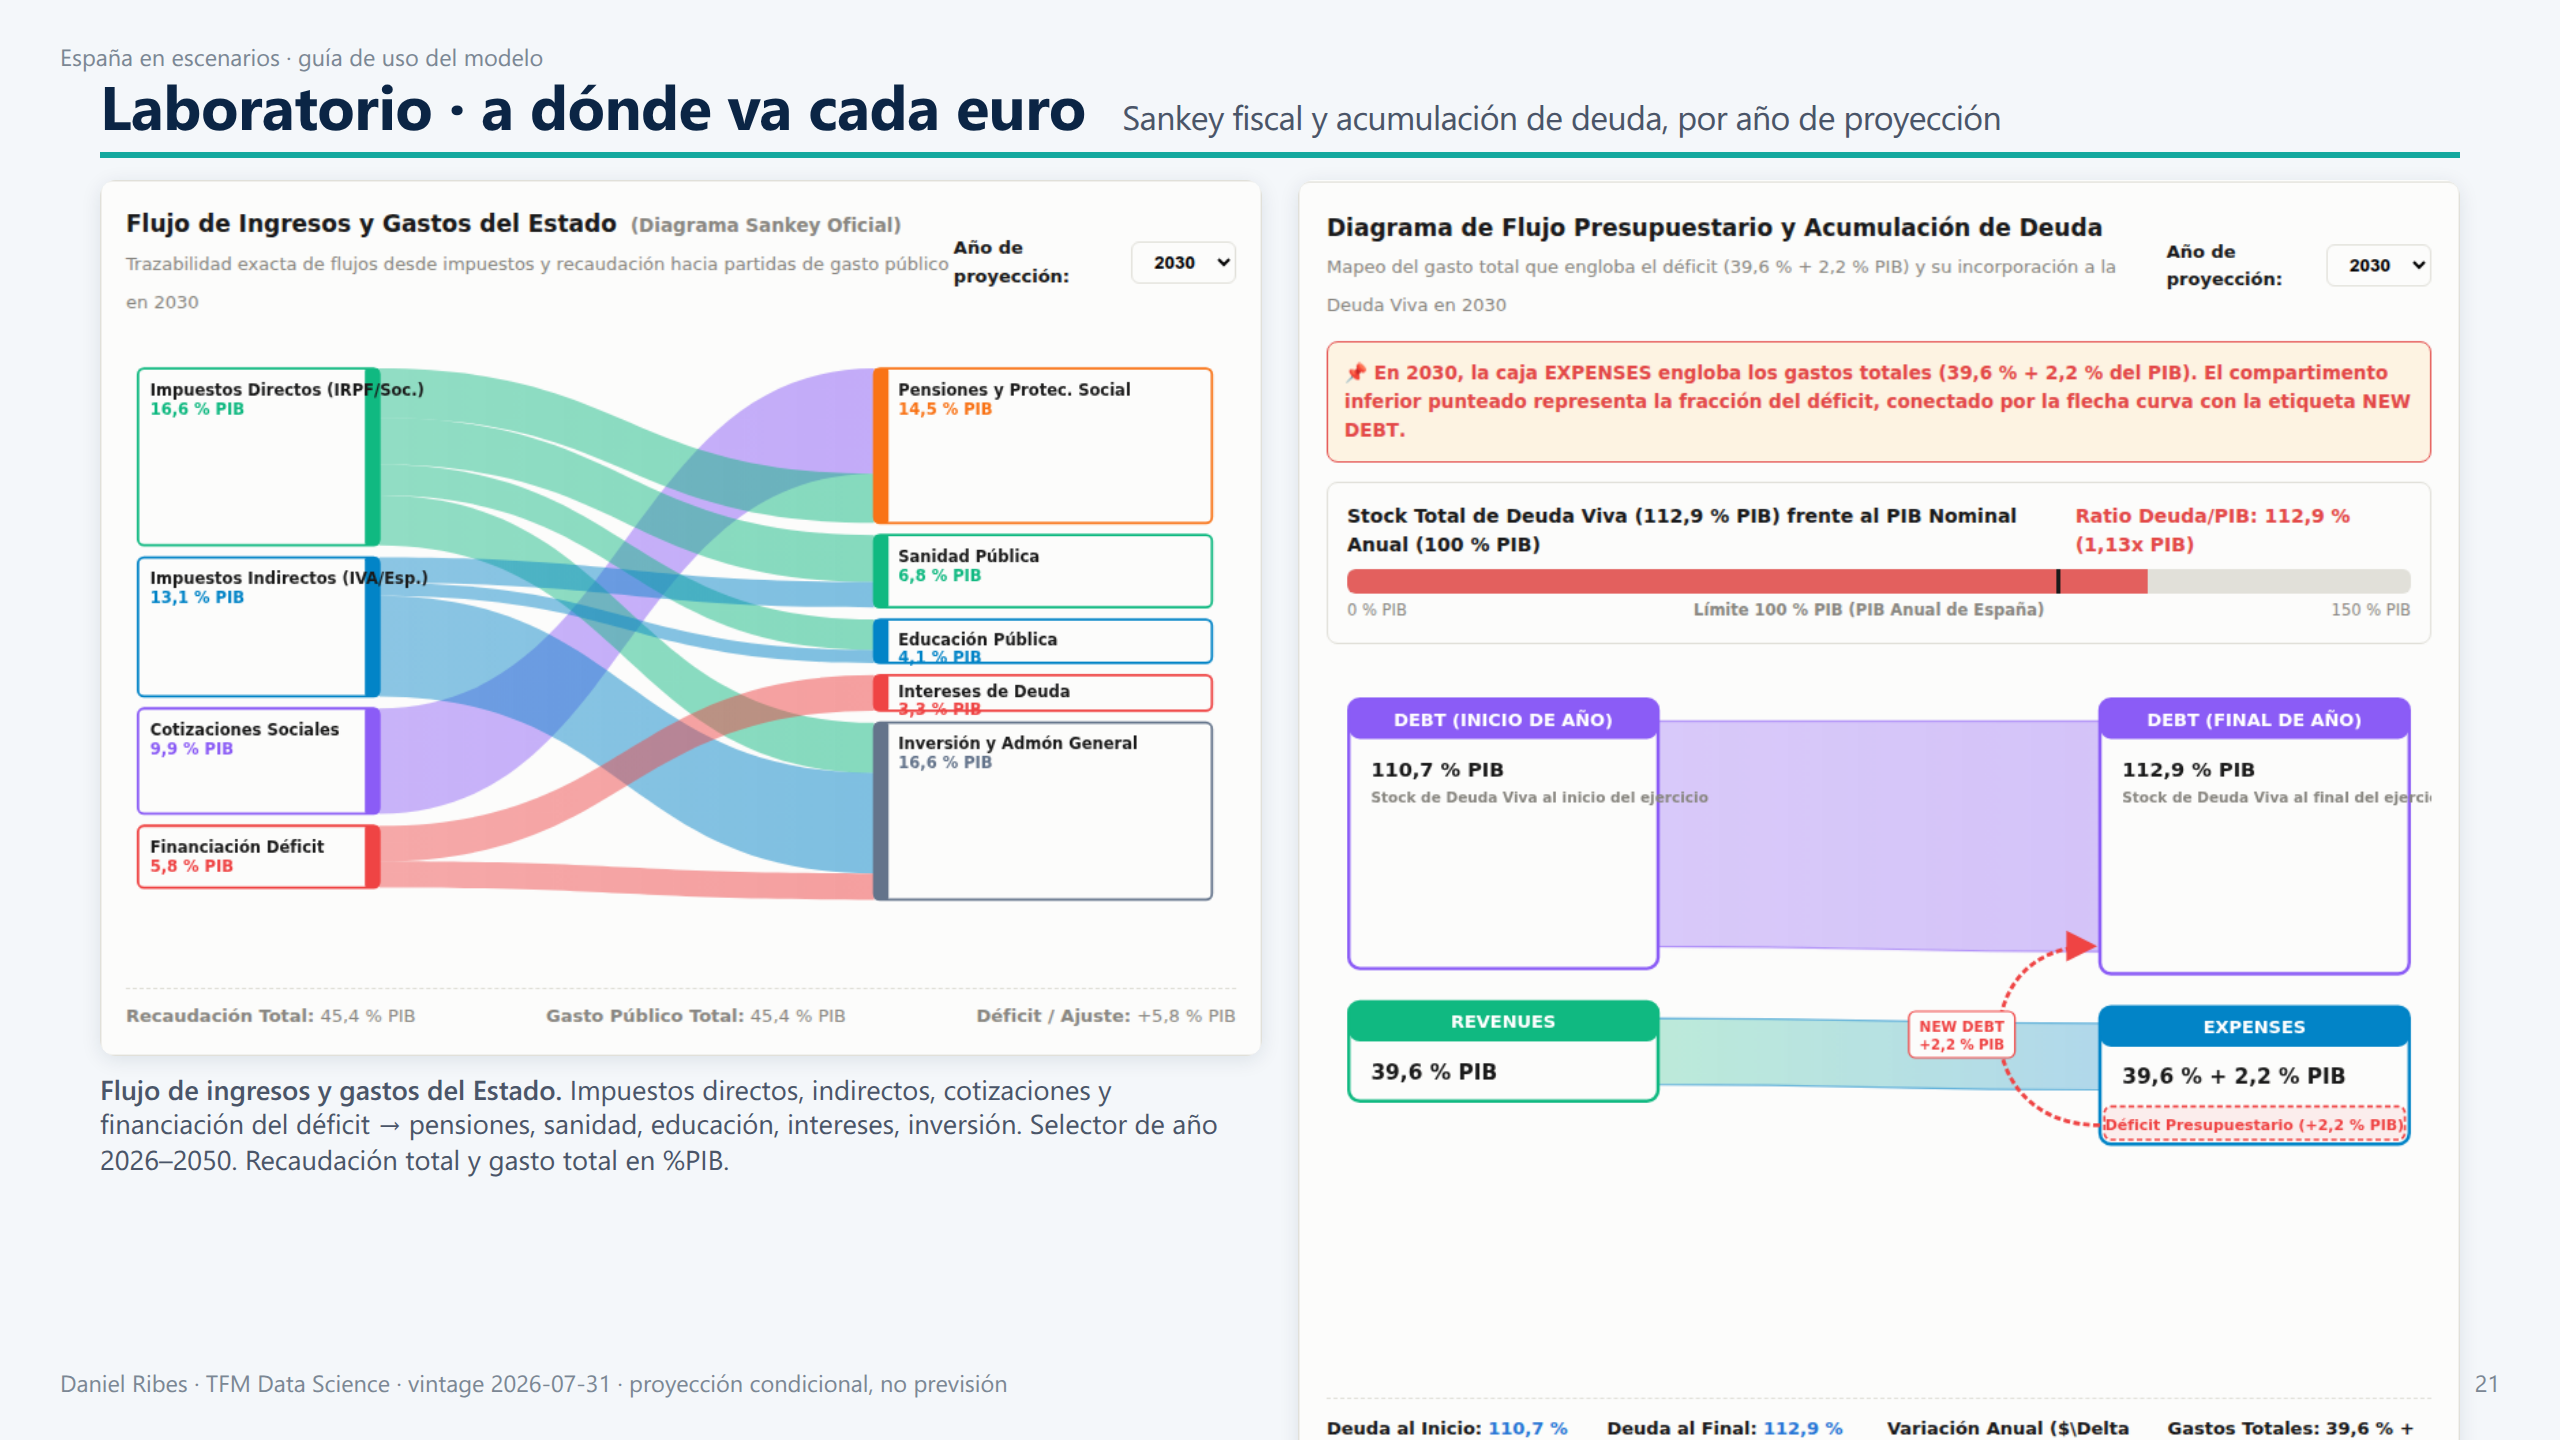 España en escenarios · guía de uso del modelo
Laboratorio · a dónde va cada euro Sankey fiscal y acumulación de deuda, por año de proyección
Flujo de Ingresos y Gastos del Estado (Diagrama Sankey Oficial)
Trazabilidad exacta de flujos desde impuestos y recaudación hacia partidas de gasto público
en 2030
Año de
proyección:
2030
Impuestos Directos (IRPF/Soc.)
16,6 % PIB
Impuestos Indirectos (IVA/Esp.)
13,1 % PIB
Cotizaciones Sociales
9,9 % PIB
Financiación Déficit
5,8 % PIB
Pensiones y Protec. Social
14,5 % PIB
Sanidad Pública
6,8 % PIB
Educación Pública
4,1 % PIB
Intereses de Deuda
3,3 % PIB
Inversión y Admón General
16,6 % PIB
Recaudación Total: 45,4 % PIB
Gasto Público Total: 45,4 % PIB
Déficit / Ajuste: +5,8 % PIB
Flujo de ingresos y gastos del Estado. Impuestos directos, indirectos, cotizaciones y
financiación del déficit → pensiones, sanidad, educación, intereses, inversión. Selector de año
2026–2050. Recaudación total y gasto total en %PIB.
Diagrama de Flujo Presupuestario y Acumulación de Deuda
Mapeo del gasto total que engloba el déficit (39,6 % + 2,2 % PIB) y su incorporación a la
Deuda Viva en 2030
Año de
proyección:
2030
📌 En 2030, la caja EXPENSES engloba los gastos totales (39,6 % + 2,2 % del PIB). El compartimento
inferior punteado representa la fracción del déficit, conectado por la flecha curva con la etiqueta NEW
DEBT.
Stock Total de Deuda Viva (112,9 % PIB) frente al PIB Nominal
Anual (100 % PIB)
Ratio Deuda/PIB: 112,9 %
(1,13x PIB)
0 % PIB
Límite 100 % PIB (PIB Anual de España)
150 % PIB
DEBT (INICIO DE AÑO)
110,7 % PIB
Stock de Deuda Viva al inicio del ejercicio
DEBT (FINAL DE AÑO)
112,9 % PIB
Stock de Deuda Viva al final del ejerci
REVENUES
39,6 % PIB
NEW DEBT
+2,2 % PIB
EXPENSES
39,6 % + 2,2 % PIB
Déficit Presupuestario (+2,2 % PIB)
Deuda al Inicio: 110,7 %
Deuda al Final: 112,9 %
Variación Anual ($\Delta
Gastos Totales: 39,6 % +
Daniel Ribes · TFM Data Science · vintage 2026-07-31 · proyección condicional, no previsión
21